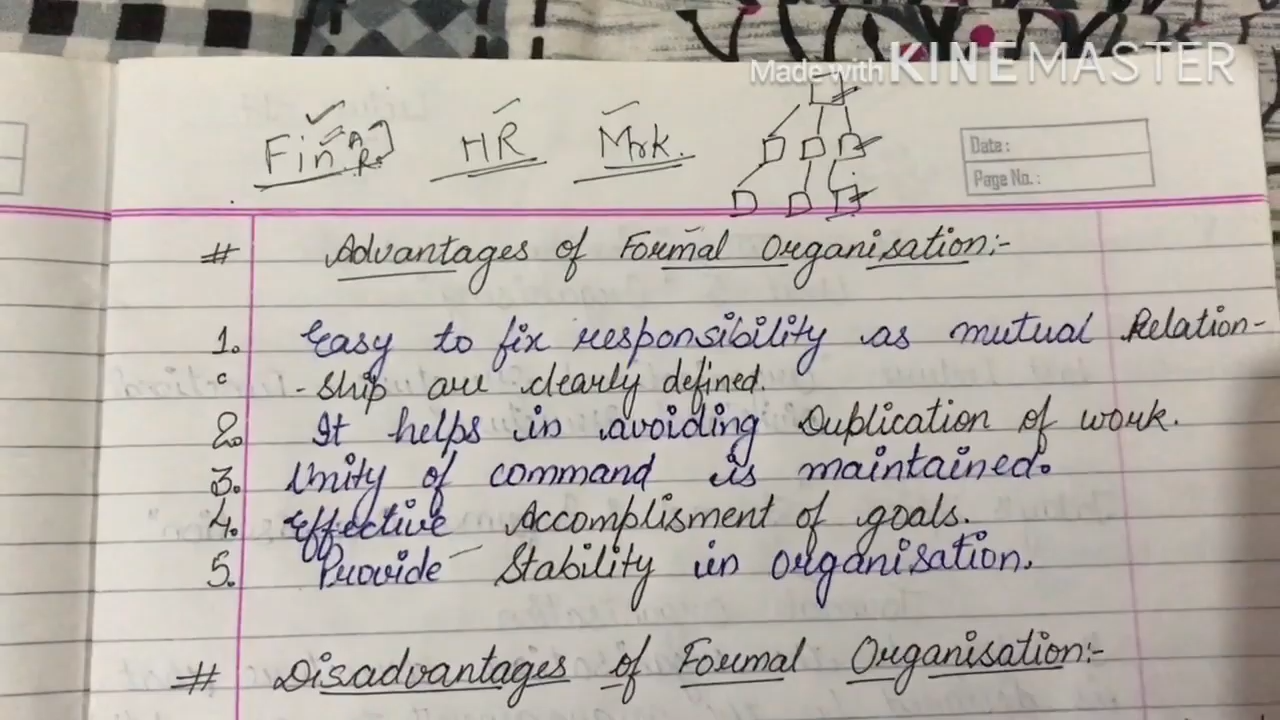 Made with KINEMASTER
Fin HR Mrk.
Date:
Page No.:
# Advantages of Formal Organisation:-
1. Easy to fix responsibility as mutual Relation-
- ship are clearly defined.
2. It helps in avoiding Duplication of work.
3. Unity of command is maintained.
4. Effective Accomplisment of goals.
5. Provide Stability in organisation.
# Disadvantages of Formal Organisation:-